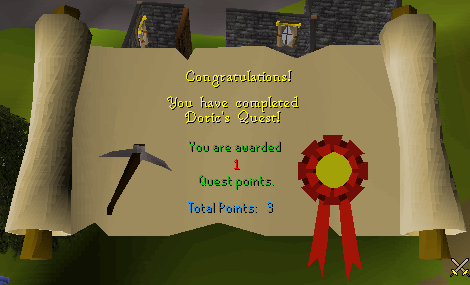 Congratulations!
You have completed
Doric's Quest!
You are awarded
1
Quest points.
Total Points: 3